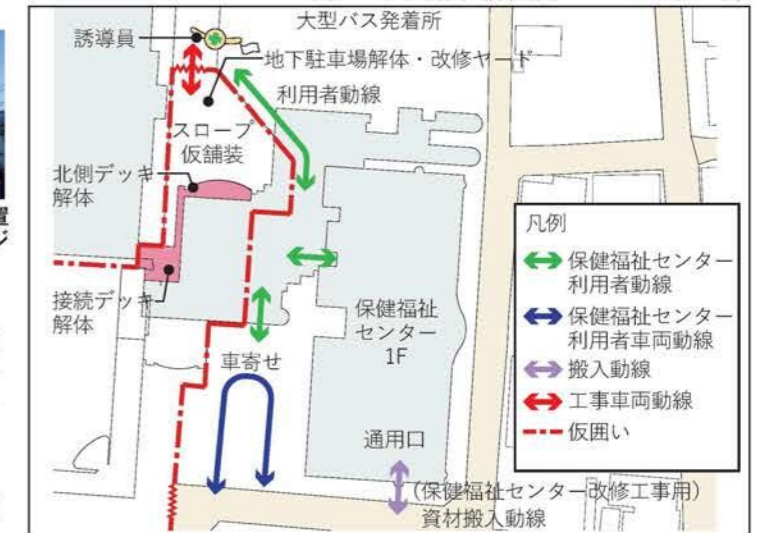 大型バス発着所
誘導員
地下駐車場解体・改修ヤード
利用者動線
スロープ
仮舗装
北側デッキ
解体
置
ジ
接続デッキ
解体
車寄せ
保健福祉
センター
1F
通用口
(保健福祉センター改修工事用)
資材搬入動線
凡例
保健福祉センター
利用者動線
保健福祉センター
利用者車両動線
搬入動線
工事車両動線
仮囲い